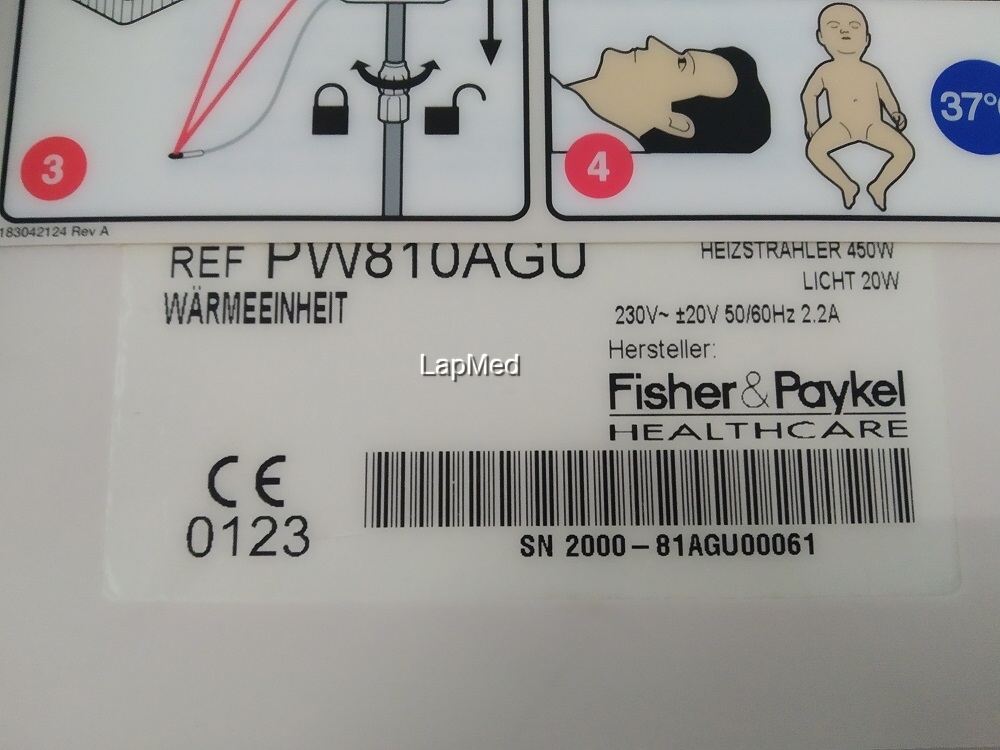 3
4
37°
183042124 Rev A
REF PW810AGU
WÄRMEEINHEIT
HEIZSTRAHLER 450W
LICHT 20W
230V~ ±20V 50/60Hz 2.2A
Hersteller:
LapMed
Fisher&Paykel
HEALTHCARE
CE
0123
SN 2000-81AGU00061